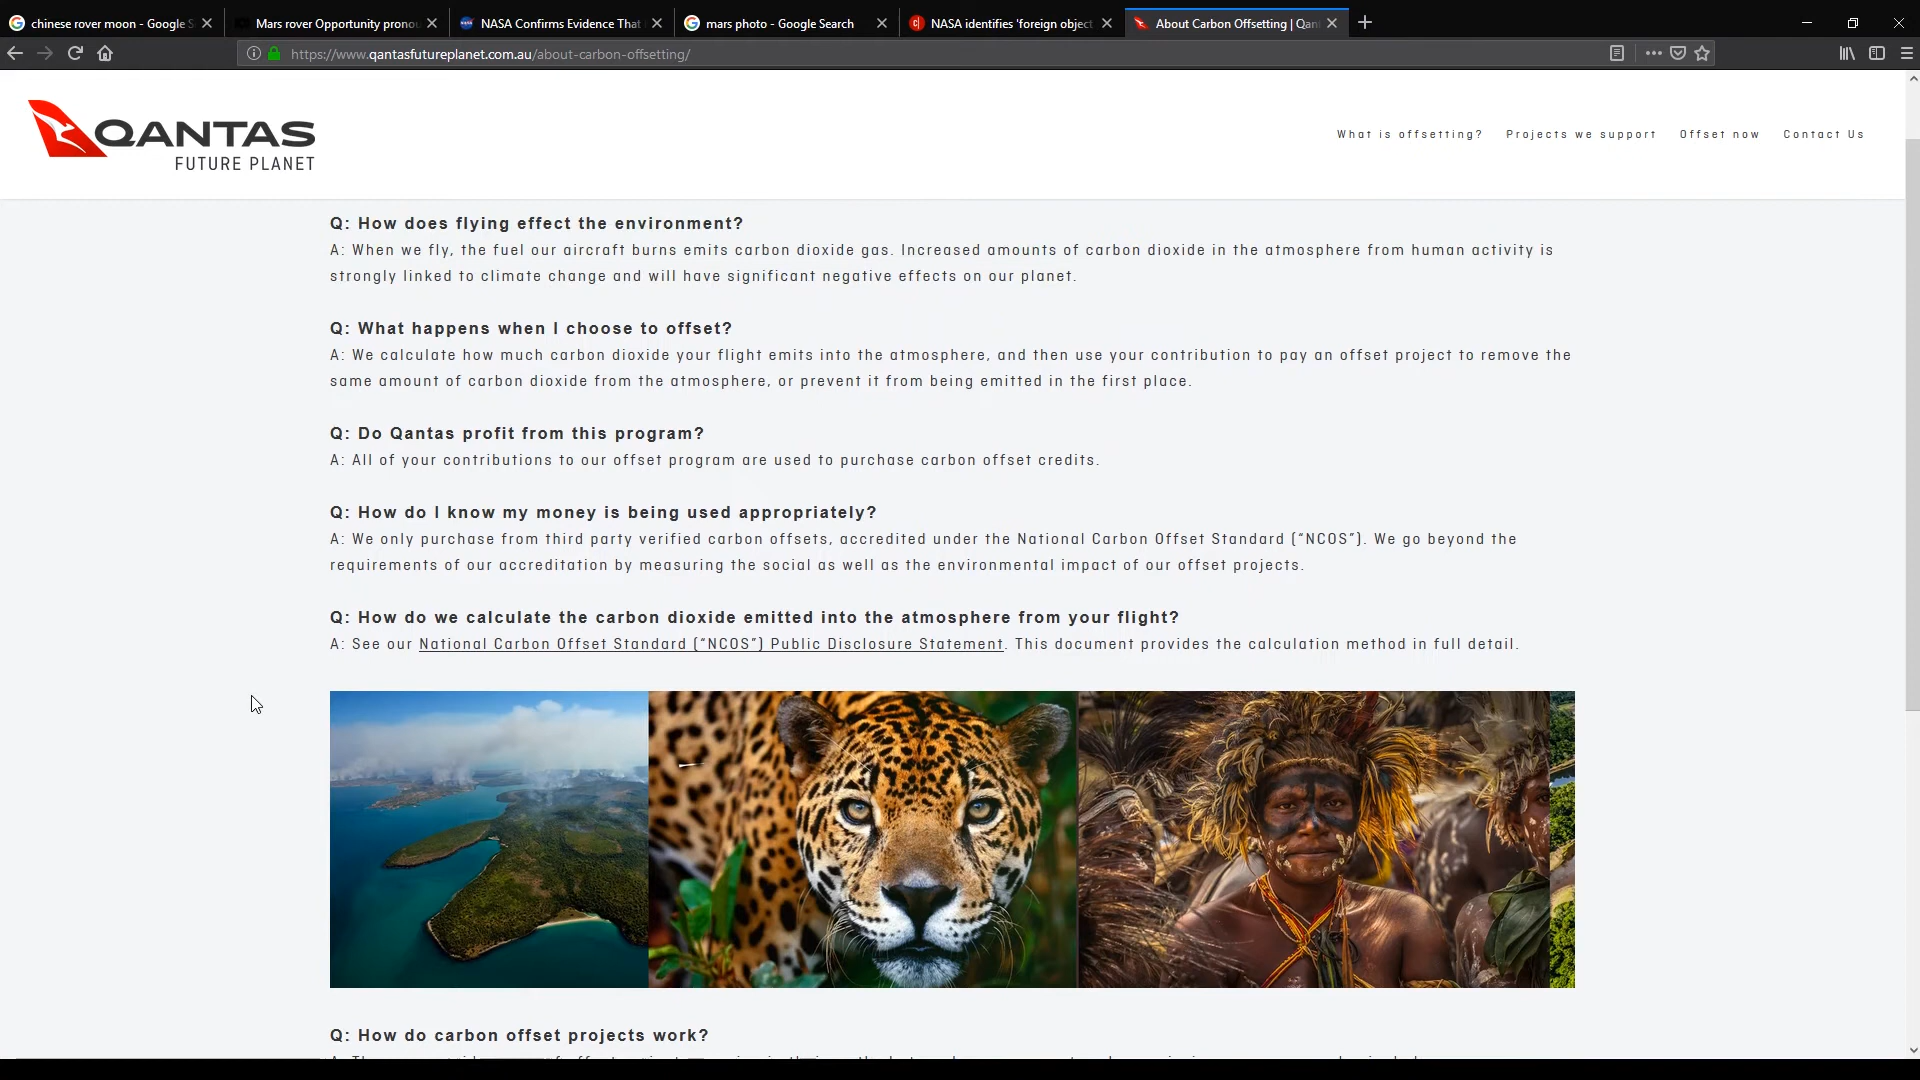 chinese rover moon - Google S
Mars rover Opportunity pronou
NASA Confirms Evidence That
mars photo - Google Search
NASA identifies 'foreign object
About Carbon Offsetting | Qan
https://www.qantasfutureplanet.com.au/about-carbon-offsetting/
QANTAS
FUTURE PLANET
What is offsetting? Projects we support Offset now Contact Us
Q: How does flying effect the environment?
A: When we fly, the fuel our aircraft burns emits carbon dioxide gas. Increased amounts of carbon dioxide in the atmosphere from human activity is
strongly linked to climate change and will have significant negative effects on our planet.
Q: What happens when I choose to offset?
A: We calculate how much carbon dioxide your flight emits into the atmosphere, and then use your contribution to pay an offset project to remove the
same amount of carbon dioxide from the atmosphere, or prevent it from being emitted in the first place.
Q: Do Qantas profit from this program?
A: All of your contributions to our offset program are used to purchase carbon offset credits.
Q: How do I know my money is being used appropriately?
A: We only purchase from third party verified carbon offsets, accredited under the National Carbon Offset Standard (“NCOS”). We go beyond the
requirements of our accreditation by measuring the social as well as the environmental impact of our offset projects.
Q: How do we calculate the carbon dioxide emitted into the atmosphere from your flight?
A: See our National Carbon Offset Standard (“NCOS”) Public Disclosure Statement. This document provides the calculation method in full detail.
Q: How do carbon offset projects work?